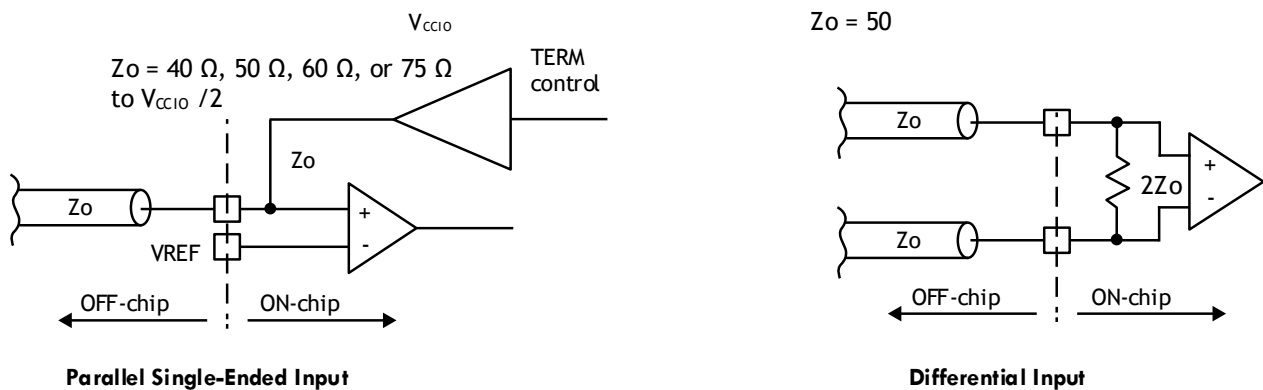 VCCIO
Zo = 40 Ω, 50 Ω, 60 Ω, or 75 Ω
to VCCIO /2
TERM
control
Zo
Zo
+
-
VREF
OFF-chip
ON-chip
Parallel Single-Ended Input
Zo = 50
Zo
+
2Zo
-
Zo
OFF-chip
ON-chip
Differential Input